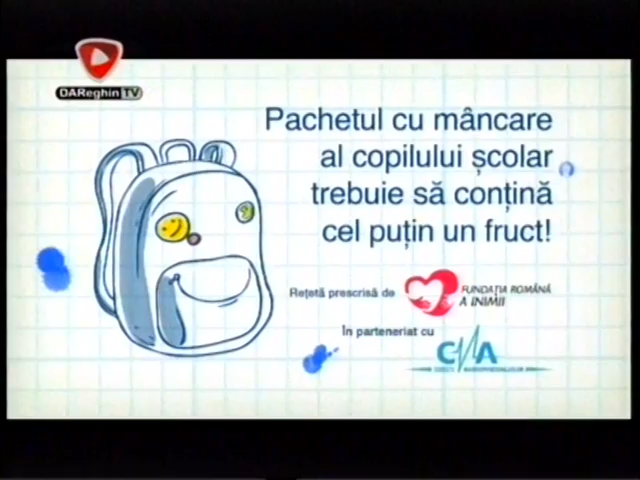 DAReghin TV
Pachetul cu mâncare
al copilului școlar
trebuie să conțină
cel puțin un fruct!
Rețetă prescrisă de
FUNDAȚIA ROMÂNĂ
A INIMII
În parteneriat cu
CNA